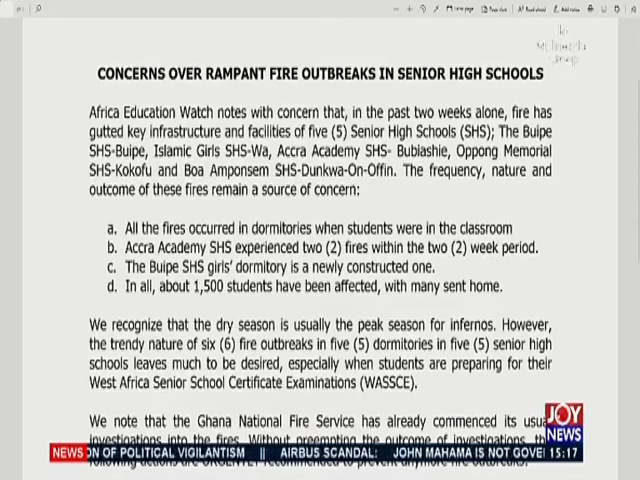 CONCERNS OVER RAMPANT FIRE OUTBREAKS IN SENIOR HIGH SCHOOLS
Africa Education Watch notes with concern that, in the past two weeks alone, fire has
gutted key infrastructure and facilities of five (5) Senior High Schools (SHS); The Buipe
SHS-Buipe, Islamic Girls SHS-Wa, Accra Academy SHS- Bubiashie, Oppong Memorial
SHS-Kokofu and Boa Amponsem SHS-Dunkwa-On-Offin. The frequency, nature and
outcome of these fires remain a source of concern:
a. All the fires occurred in dormitories when students were in the classroom
b. Accra Academy SHS experienced two (2) fires within the two (2) week period.
c. The Buipe SHS girls' dormitory is a newly constructed one.
d. In all, about 1,500 students have been affected, with many sent home.
We recognize that the dry season is usually the peak season for infernos. However,
the trendy nature of six (6) fire outbreaks in five (5) dormitories in five (5) senior high
schools leaves much to be desired, especially when students are preparing for their
West Africa Senior School Certificate Examinations (WASSCE).
We note that the Ghana National Fire Service has already commenced its usua
investigations into the fires. Without preempting the outcome of investigations, th
JOY
NEWS
NEWS ON OF POLITICAL VIGILANTISM || AIRBUS SCANDAL: JOHN MAHAMA IS NOT GOVE 15:17